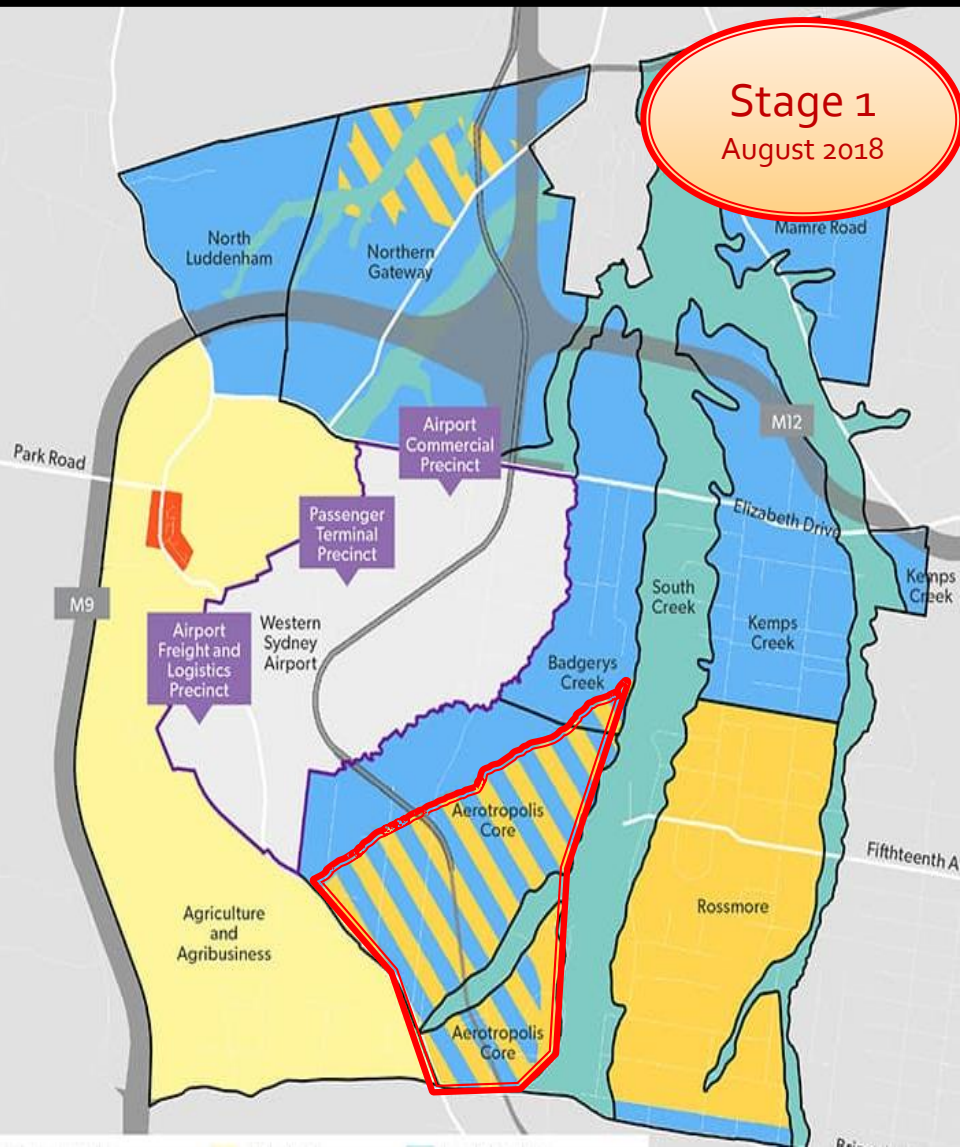 Stage 1
August 2018
Mamre Road
North
Luddenham
Northern
Gateway
M12
Airport
Commercial
Precinct
Park Road
Passenger
Terminal
Precinct
Elizabeth Drive
Kemps
Creek
M9
South
Creek
Kemps
Creek
Airport
Freight and
Logistics
Precinct
Western
Sydney
Airport
Badgerys
Creek
Aerotropolis
Core
Fifthteenth A
Rossmore
Agriculture
and
Agribusiness
Aerotropolis
Core